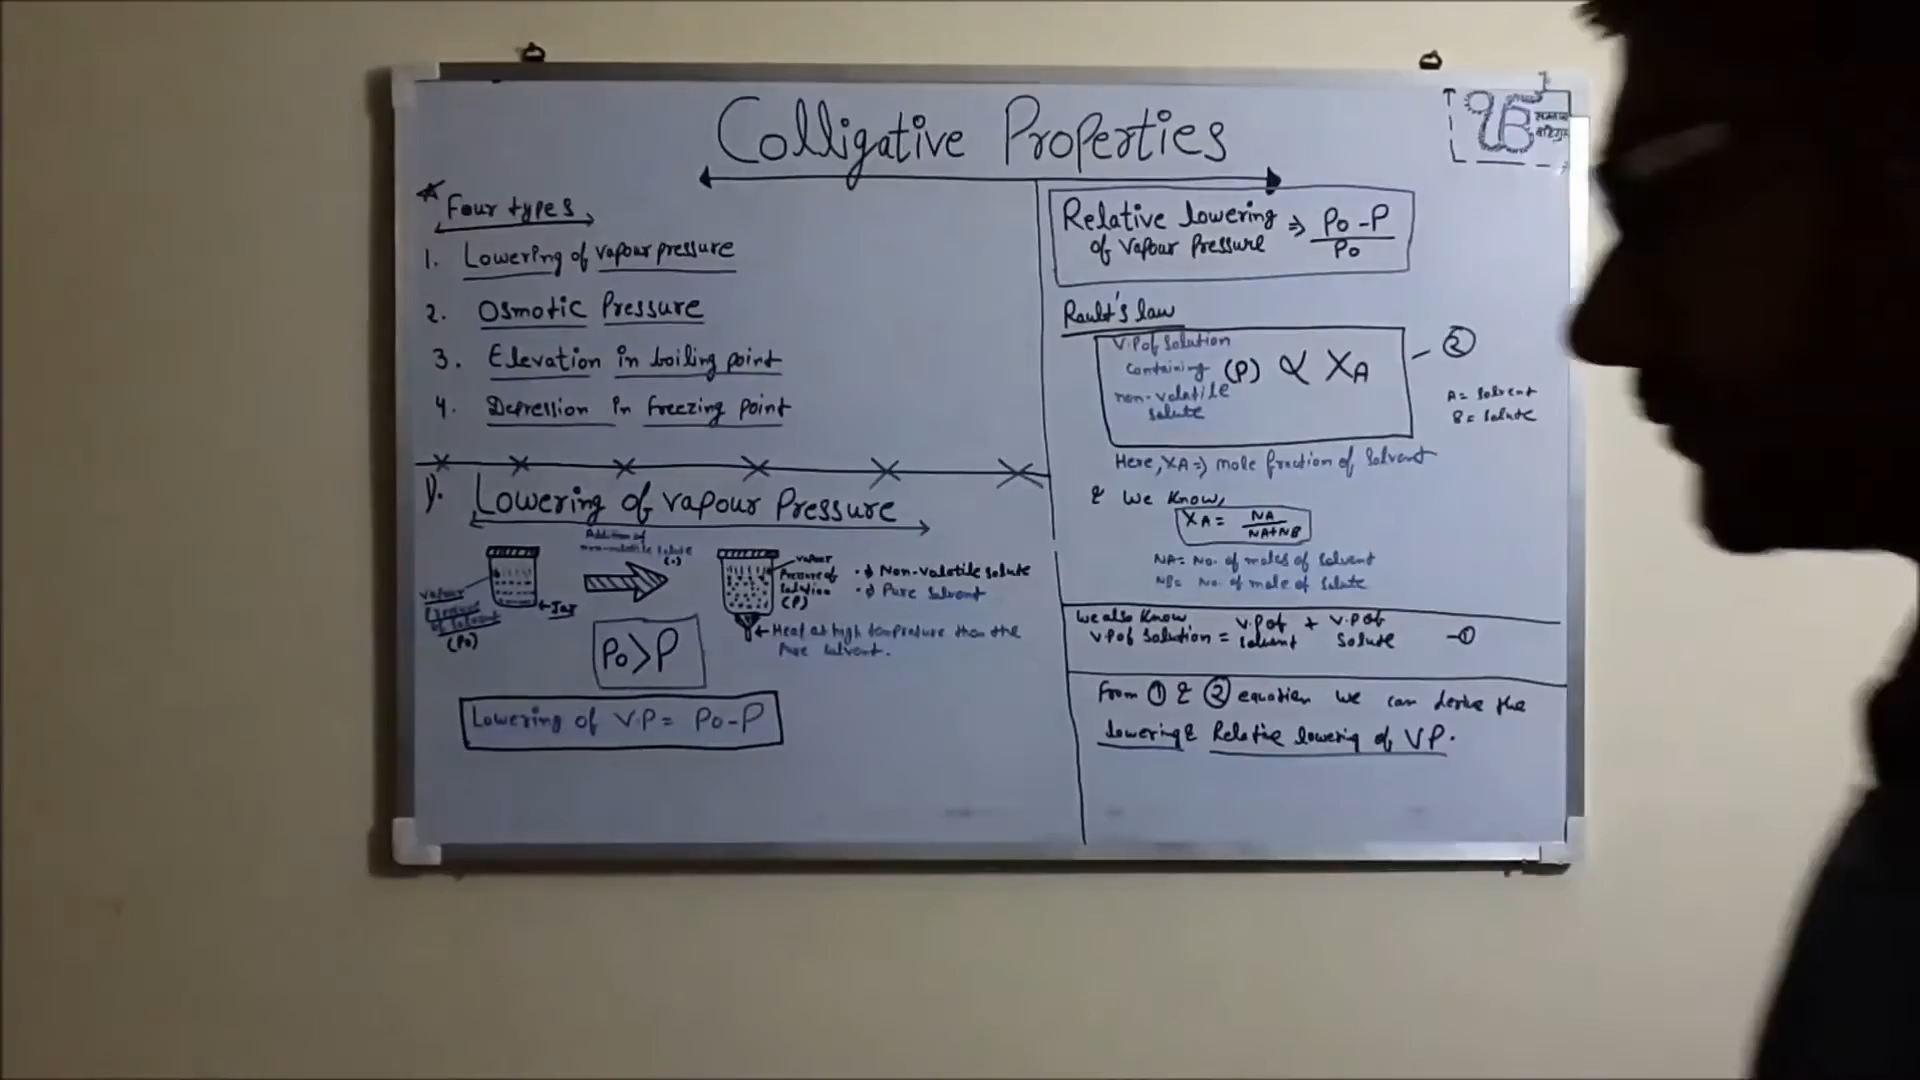 Colligative Properties
Four types
1. Lowering of vapour pressure
2. Osmotic Pressure
3. Elevation in boiling point
4. Depression in freezing point
1). Lowering of vapour Pressure
Addition of
non-volatile solute
vapour
Pressure
of solvent
(Po)
Jar
vapour
Pressure of
solution
(P)
Non-volatile solute
Pure Solvent
Heat at high temprature than the
Pure Solvent.
Po>P
Lowering of V.P = Po-P
Relative lowering
of vapour Pressure ⇒ Po-P/Po
Rault's law
V.P of Solution
containing
non-volatile
solute
(P) ∝ XA
2
A = Solvent
B = Solute
Here, XA ⇒ mole fraction of Solvent
& We Know,
XA = NA/NA+NB
NA = No. of moles of Solvent
NB = No. of mole of Solute
We also Know
V.P of Solution = V.P of solvent + V.P of Solute - ①
From ① & ② equation we can derive the
lowering & Relative lowering of VP.